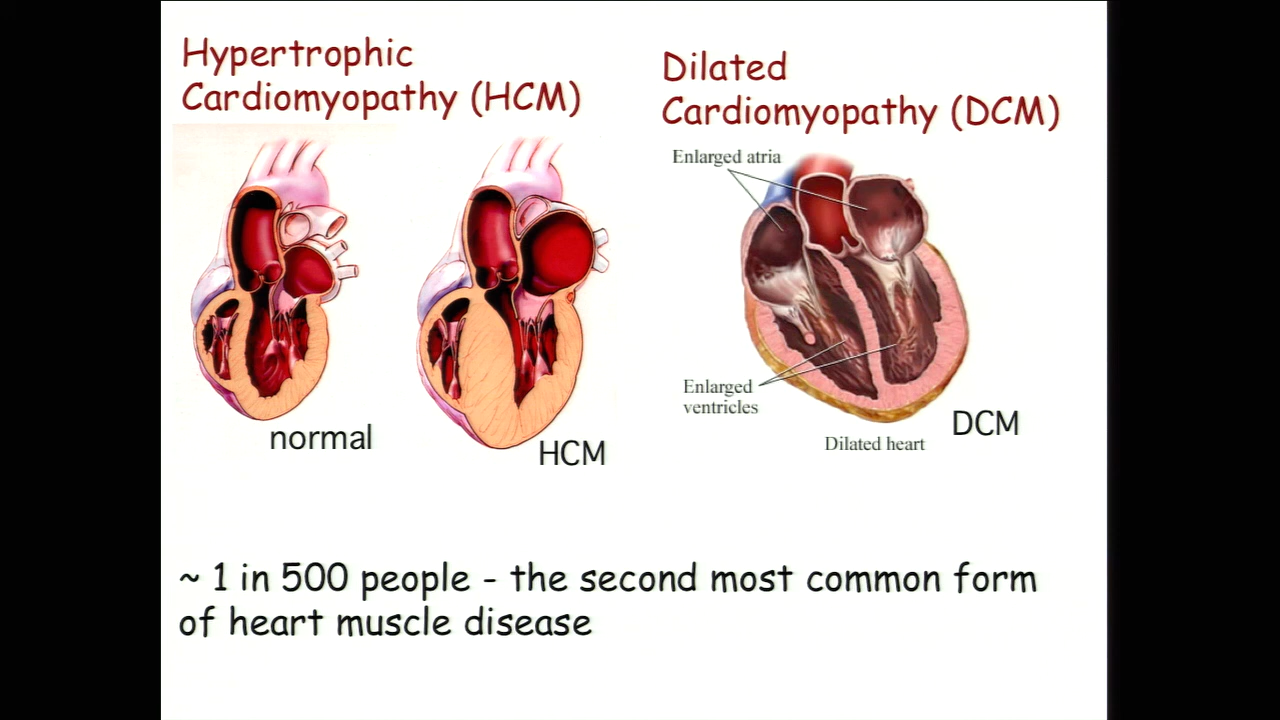 Hypertrophic
Cardiomyopathy (HCM)
Dilated
Cardiomyopathy (DCM)
Enlarged atria
Enlarged
ventricles
Dilated heart
normal
HCM
DCM
~ 1 in 500 people - the second most common form
of heart muscle disease